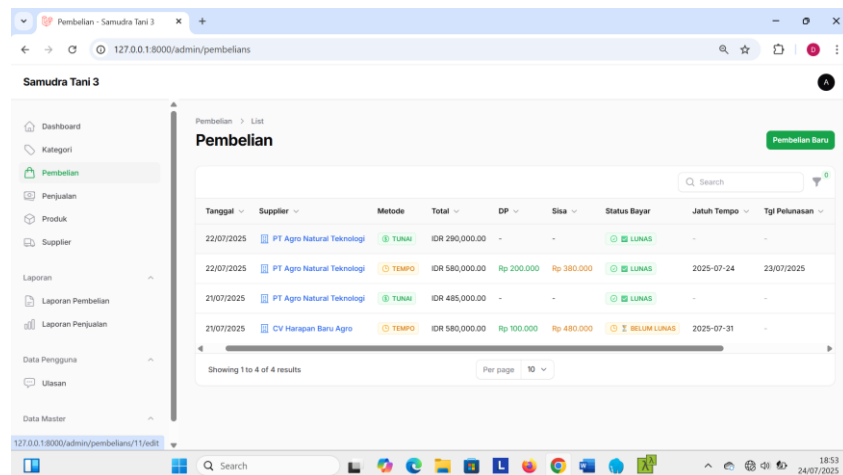 Pembelian - Samudra Tani 3
127.0.0.1:8000/admin/pembelians
D
Samudra Tani 3
A
Dashboard
Kategori
Pembelian
Penjualan
Produk
Supplier
Laporan
Laporan Pembelian
Laporan Penjualan
Data Pengguna
Ulasan
Data Master
127.0.0.1:8000/admin/pembelians/11/edit
Pembelian > List
Pembelian
Pembelian Baru
Search
0
Tanggal Supplier Metode Total DP Sisa Status Bayar Jatuh Tempo Tgl Pelunasan
22/07/2025 PT Agro Natural Teknologi TUNAI IDR 290,000.00 - - LUNAS - -
22/07/2025 PT Agro Natural Teknologi TEMPO IDR 580,000.00 Rp 200.000 Rp 380.000 LUNAS 2025-07-24 23/07/2025
21/07/2025 PT Agro Natural Teknologi TUNAI IDR 485,000.00 - - LUNAS - -
21/07/2025 CV Harapan Baru Agro TEMPO IDR 580,000.00 Rp 100.000 Rp 480.000 BELUM LUNAS 2025-07-31 -
Showing 1 to 4 of 4 results
Per page 10
Search
L
18:53
24/07/2025